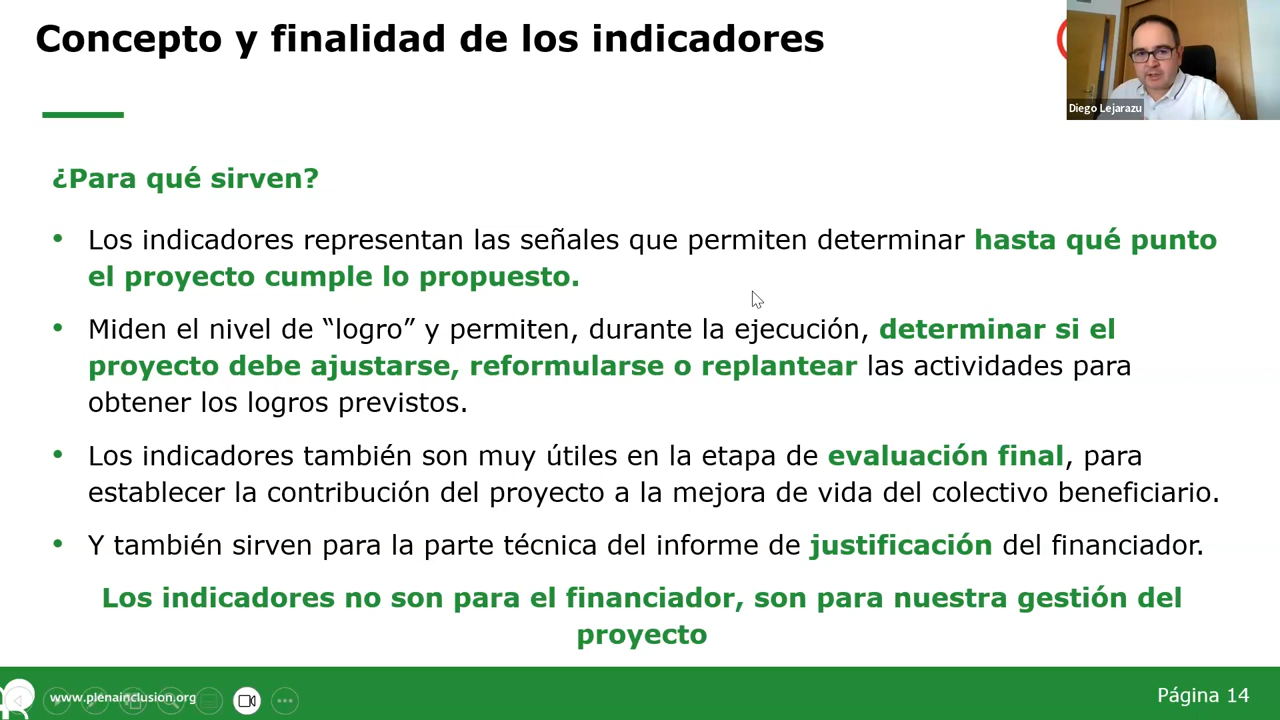 Concepto y finalidad de los indicadores
Diego Lejarazu
¿Para qué sirven?
• Los indicadores representan las señales que permiten determinar hasta qué punto
el proyecto cumple lo propuesto.
• Miden el nivel de “logro” y permiten, durante la ejecución, determinar si el
proyecto debe ajustarse, reformularse o replantear las actividades para
obtener los logros previstos.
• Los indicadores también son muy útiles en la etapa de evaluación final, para
establecer la contribución del proyecto a la mejora de vida del colectivo beneficiario.
• Y también sirven para la parte técnica del informe de justificación del financiador.
Los indicadores no son para el financiador, son para nuestra gestión del
proyecto
www.plenainclusion.org
Página 14